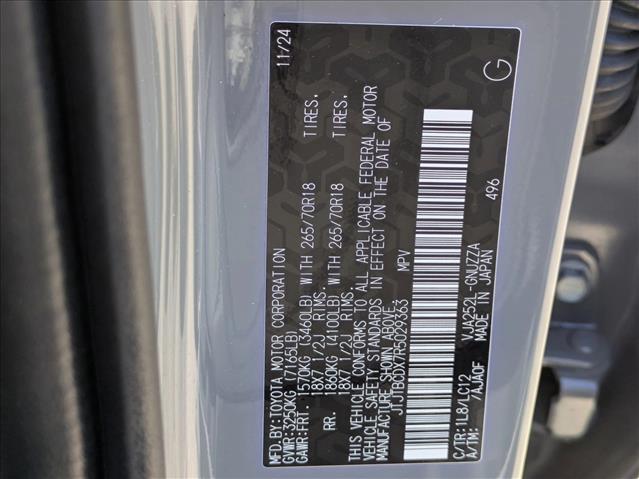 MFD.BY:TOYOTA MOTOR CORPORATION 11/24
GVWR:3250KG (7165LB)
GAWR:FRT. 1570KG (3460LB) WITH 265/70R18 TIRES,
18X7 1/2J RIMS.
RR. 1860KG (4100LB) WITH 265/70R18 TIRES,
18X7 1/2J RIMS.
THIS VEHICLE CONFORMS TO ALL APPLICABLE FEDERAL MOTOR
VEHICLE SAFETY STANDARDS IN EFFECT ON THE DATE OF
MANUFACTURE SHOWN ABOVE.
JTJTBCDX7R5029363 MPV
C/TR:1L8/LC12 VJA252L-GNUZZA
A/TM: /AJA0F MADE IN JAPAN
496 G